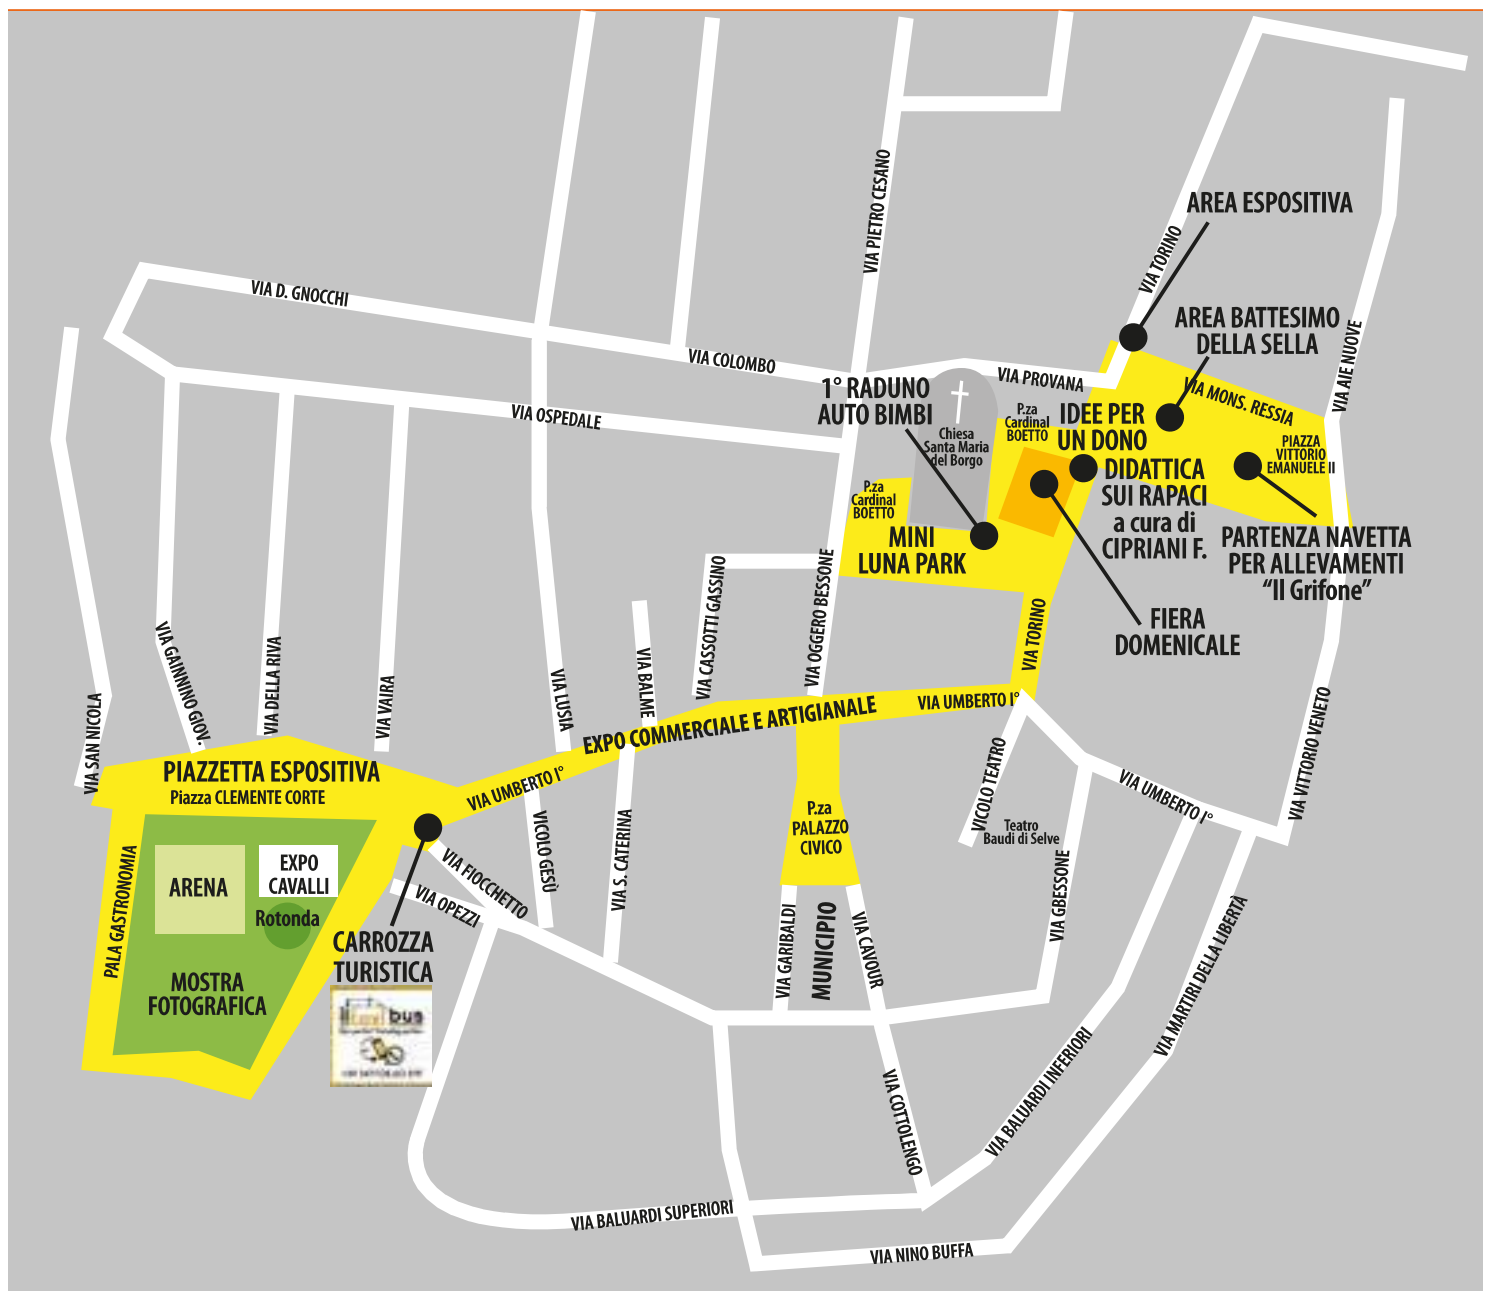 AREA ESPOSITIVA
VIA PIETRO CESANO
VIA TORINO
VIA D. GNOCCHI
AREA BATTESIMO
DELLA SELLA
VIA AIE NUOVE
VIA COLOMBO
VIA PROVANA
VIA MONS. RESSIA
1° RADUNO
AUTO BIMBI
VIA OSPEDALE
P.za
Cardinal
BOETTO
IDEE PER
UN DONO
Chiesa
Santa Maria
del Borgo
PIAZZA
VITTORIO
EMANUELE II
DIDATTICA
SUI RAPACI
a cura di
CIPRIANI F.
P.za
Cardinal
BOETTO
MINI
LUNA PARK
PARTENZA NAVETTA
PER ALLEVAMENTI
“Il Grifone”
FIERA
DOMENICALE
VIA SAN NICOLA
VIA GAINNINO GIOV.
VIA DELLA RIVA
VIA VAIRA
VIA LUSIA
VIA BALME
VIA CASSOTTI GASSINO
VIA OGGERO BESSONE
VIA TORINO
VIA VITTORIO VENETO
EXPO COMMERCIALE E ARTIGIANALE
VIA UMBERTO I°
PIAZZETTA ESPOSITIVA
Piazza CLEMENTE CORTE
VIA UMBERTO I°
VICOLO TEATRO
VIA UMBERTO I°
P.za
PALAZZO
CIVICO
Teatro
Baudi di Selve
PALA GASTRONOMIA
ARENA
EXPO
CAVALLI
Rotonda
VIA FIOCCHETTO
VIA OPEZZI
VICOLO GESÙ
VIA S. CATERINA
VIA GBESSONE
CARROZZA
TURISTICA
VIA GARIBALDI
MUNICIPIO
VIA CAVOUR
VIA MARTIRI DELLA LIBERTÀ
MOSTRA
FOTOGRAFICA
bus
VIA COTTOLENGO
VIA BALUARDI INFERIORI
VIA BALUARDI SUPERIORI
VIA NINO BUFFA